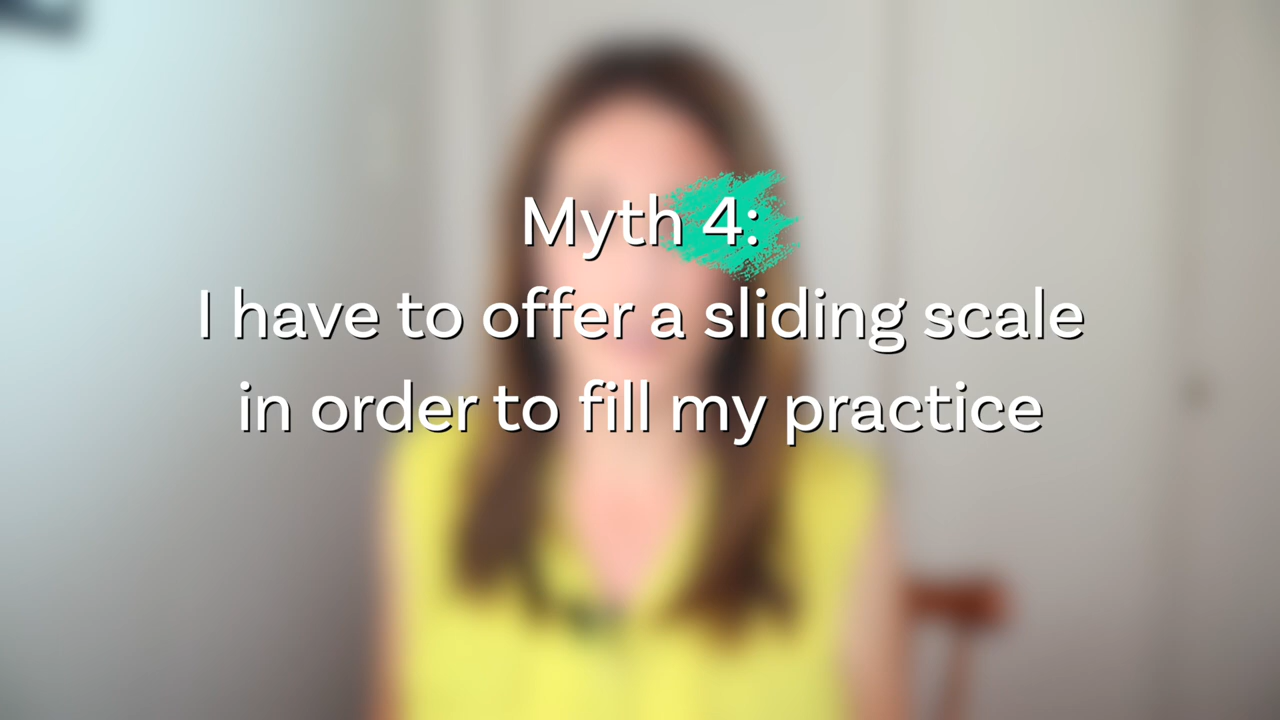 Myth 4:
I have to offer a sliding scale
in order to fill my practice